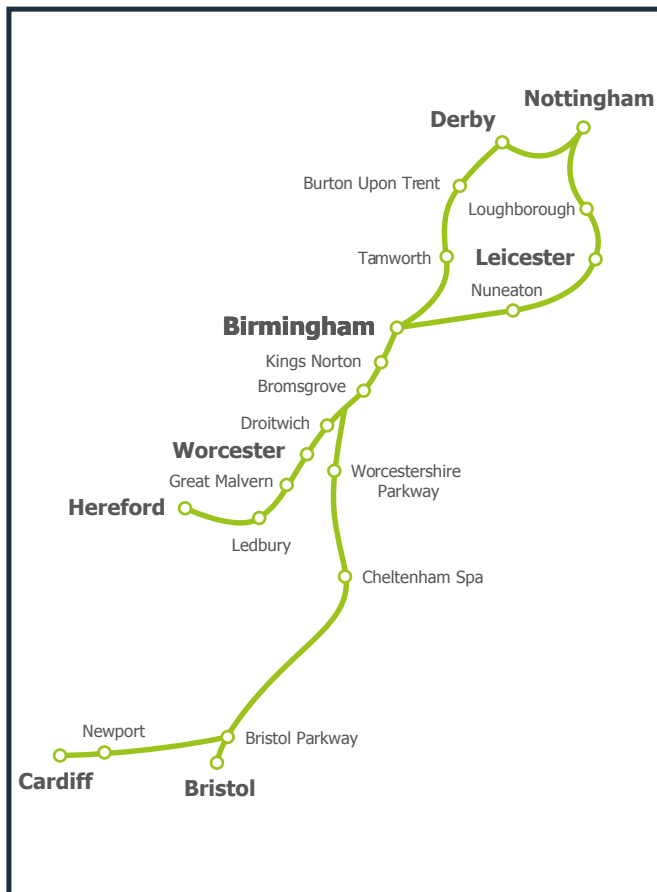 Nottingham
Derby
Burton Upon Trent
Loughborough
Tamworth
Leicester
Nuneaton
Birmingham
Kings Norton
Bromsgrove
Droitwich
Worcester
Worcestershire
Parkway
Great Malvern
Hereford
Ledbury
Cheltenham Spa
Newport
Bristol Parkway
Cardiff
Bristol